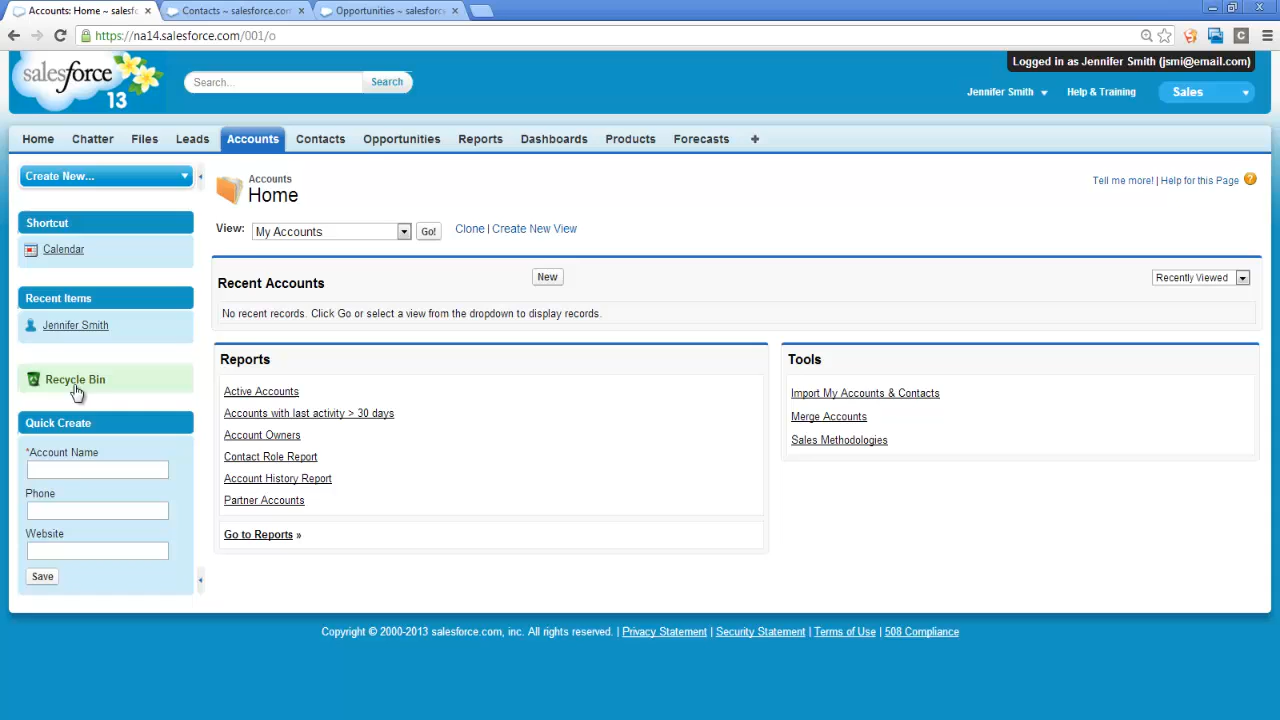 Accounts: Home ~ salesf
Contacts ~ salesforce.com
Opportunities ~ salesforc
https://na14.salesforce.com/001/o
salesforce
13
Search...
Search
Logged in as Jennifer Smith (jsmi@email.com)
Jennifer Smith
Help & Training
Sales
Home
Chatter
Files
Leads
Accounts
Contacts
Opportunities
Reports
Dashboards
Products
Forecasts
+
Create New...
Shortcut
Calendar
Recent Items
Jennifer Smith
Recycle Bin
Quick Create
*Account Name
Phone
Website
Save
Accounts
Home
Tell me more! | Help for this Page ?
View:
My Accounts
Go!
Clone | Create New View
Recent Accounts
New
Recently Viewed
No recent records. Click Go or select a view from the dropdown to display records.
Reports
Active Accounts
Accounts with last activity > 30 days
Account Owners
Contact Role Report
Account History Report
Partner Accounts
Go to Reports »
Tools
Import My Accounts & Contacts
Merge Accounts
Sales Methodologies
Copyright © 2000-2013 salesforce.com, inc. All rights reserved. | Privacy Statement | Security Statement | Terms of Use | 508 Compliance